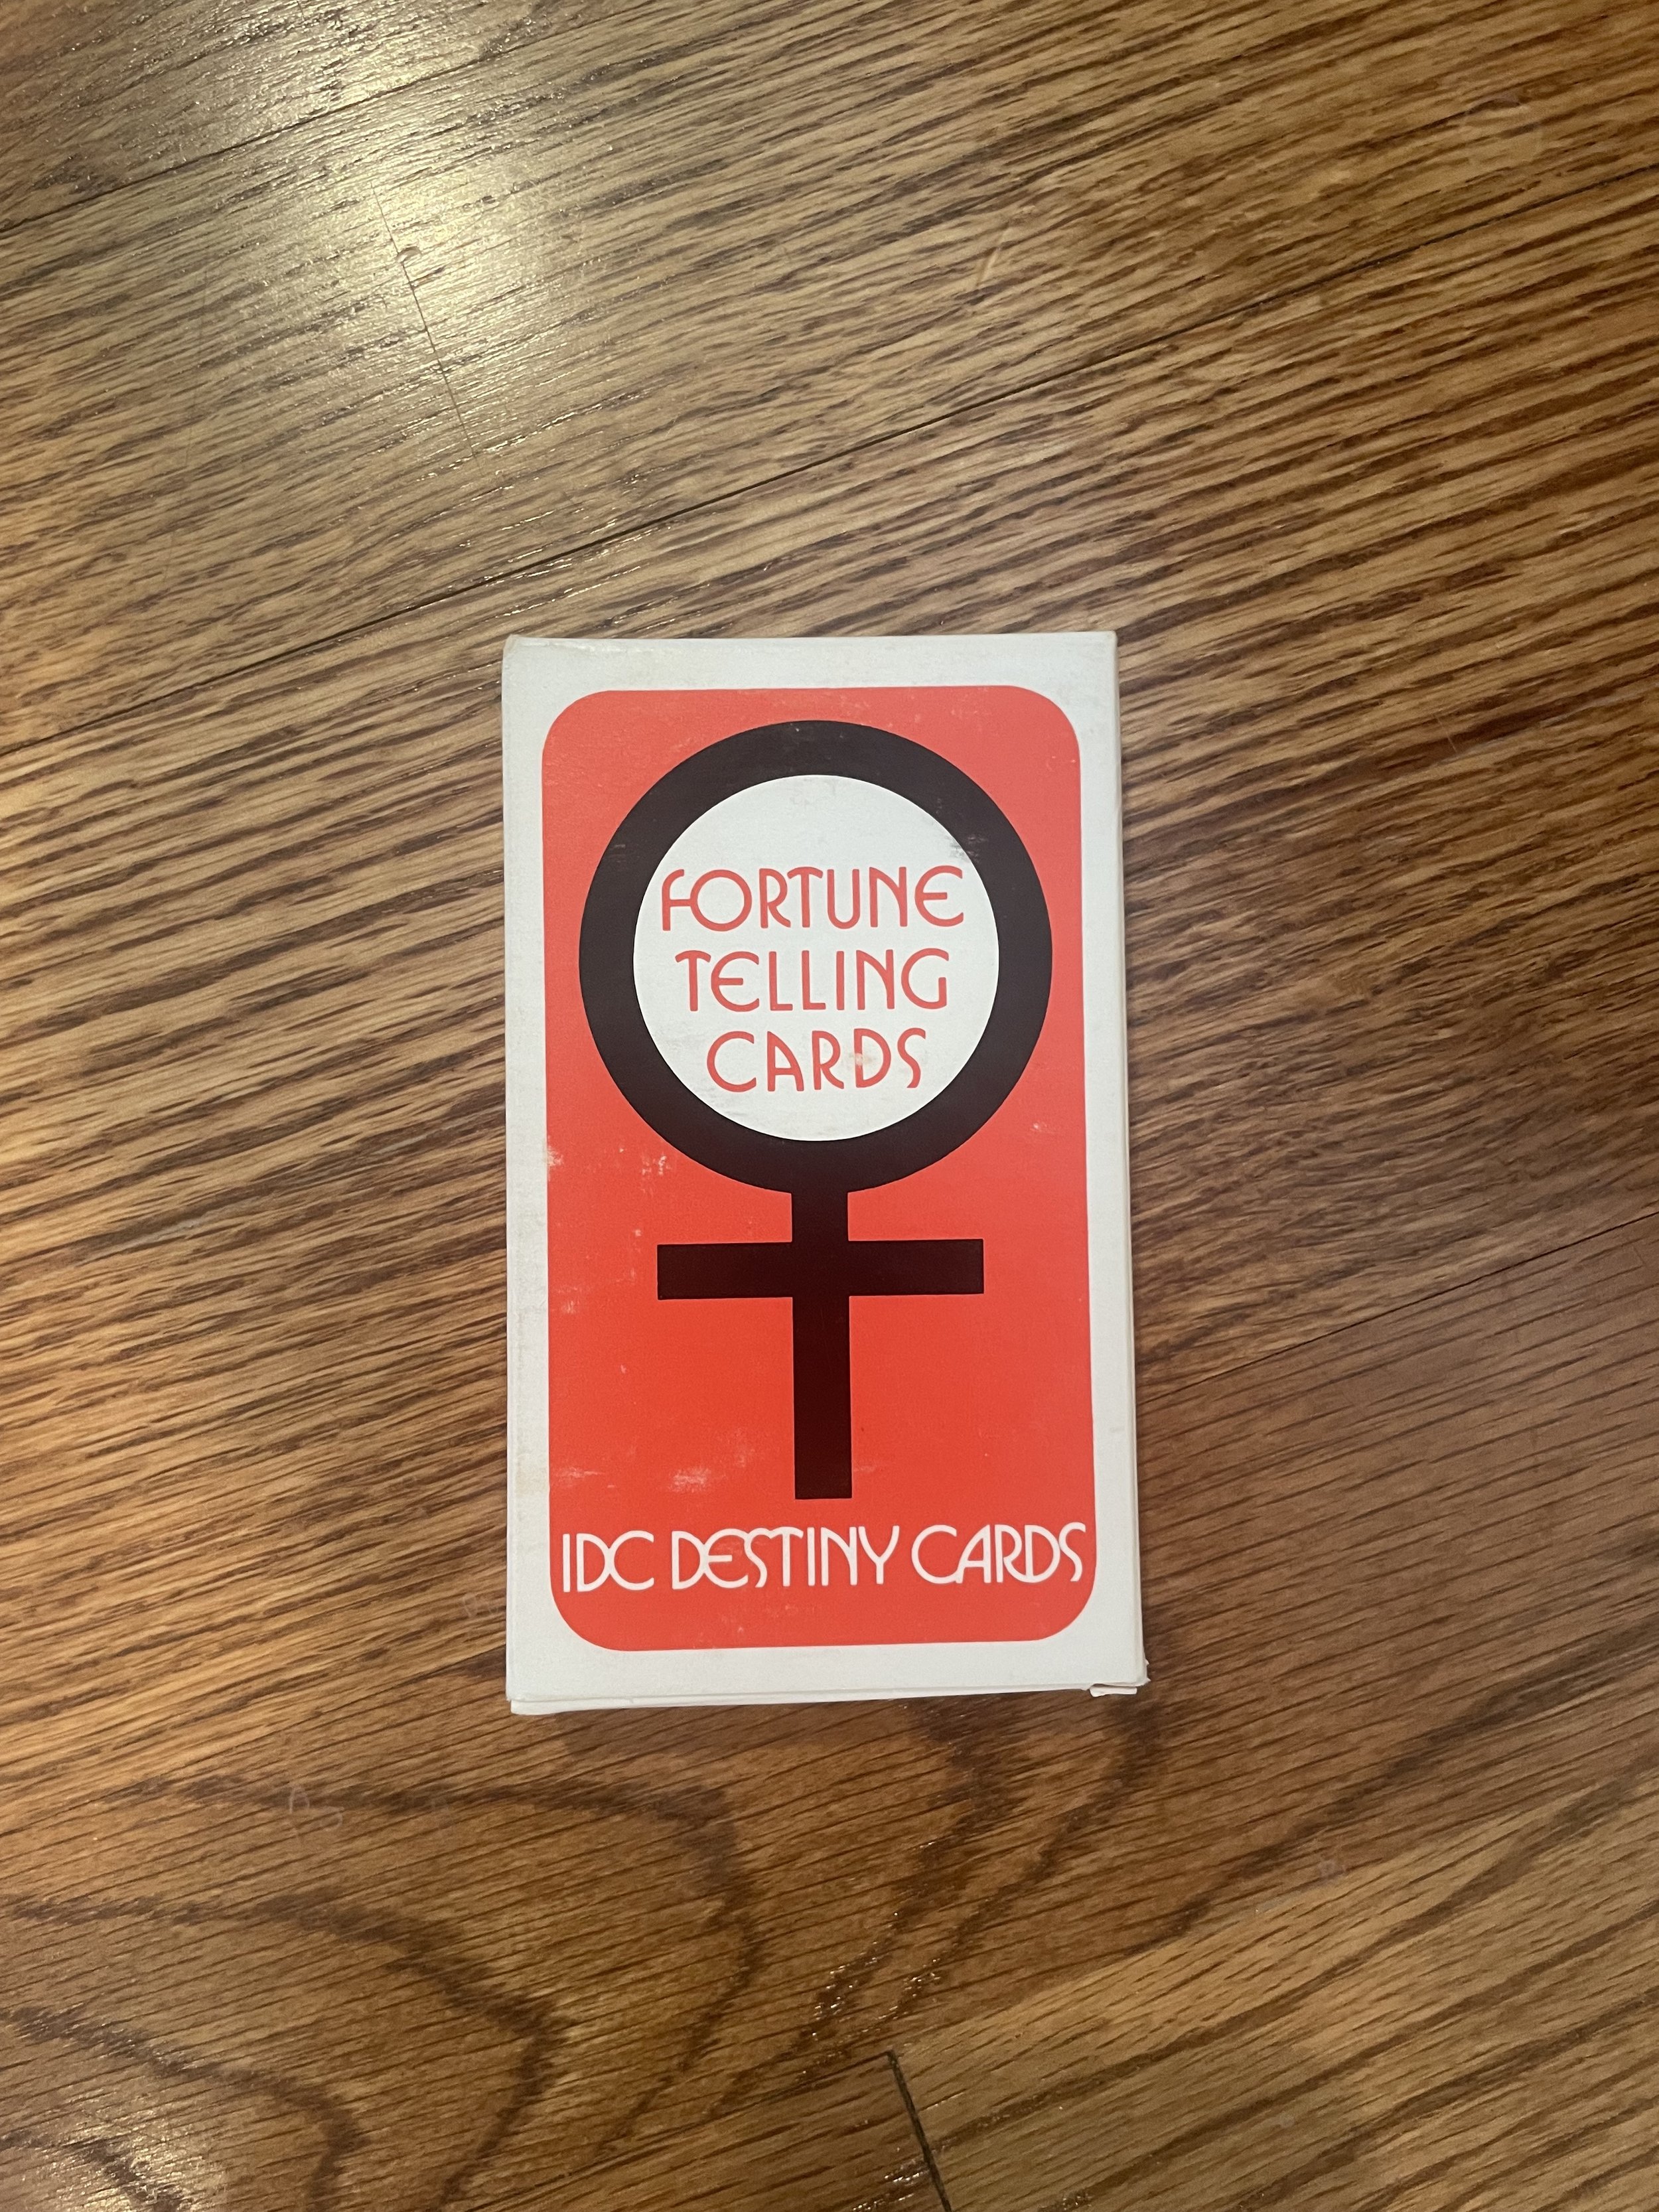 FORTUNE
TELLING
CARDS
IDC DESTINY CARDS